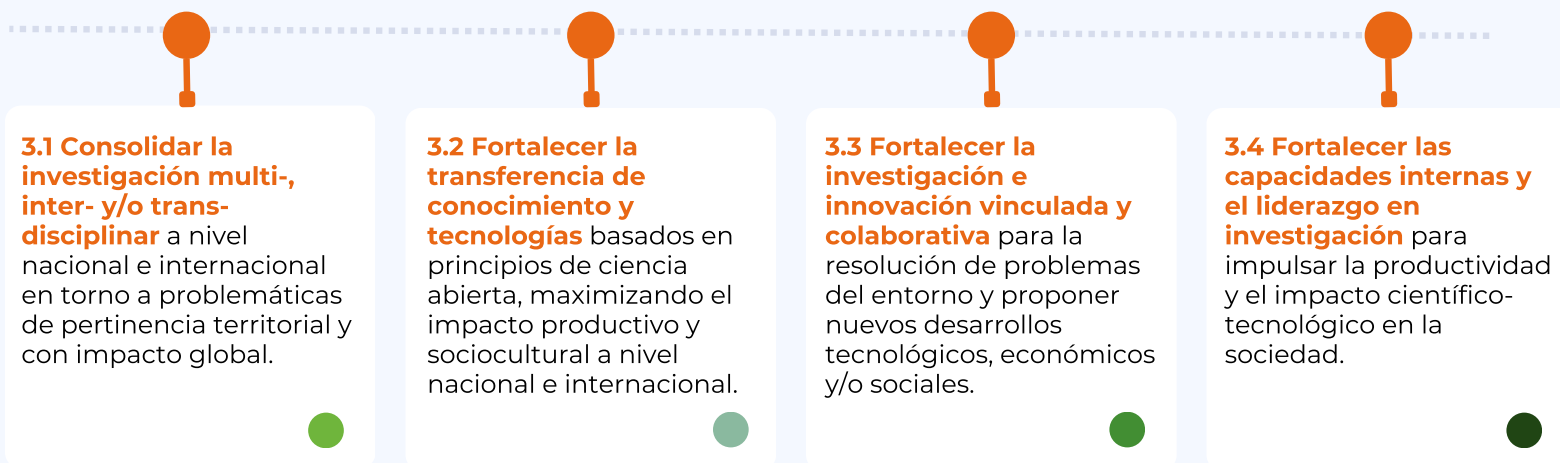 3.1 Consolidar la
investigación multi-,
inter- y/o trans-
disciplinar a nivel
nacional e internacional
en torno a problemáticas
de pertinencia territorial y
con impacto global.
3.2 Fortalecer la
transferencia de
conocimiento y
tecnologías basados en
principios de ciencia
abierta, maximizando el
impacto productivo y
sociocultural a nivel
nacional e internacional.
3.3 Fortalecer la
investigación e
innovación vinculada y
colaborativa para la
resolución de problemas
del entorno y proponer
nuevos desarrollos
tecnológicos, económicos
y/o sociales.
3.4 Fortalecer las
capacidades internas y
el liderazgo en
investigación para
impulsar la productividad
y el impacto científico-
tecnológico en la
sociedad.